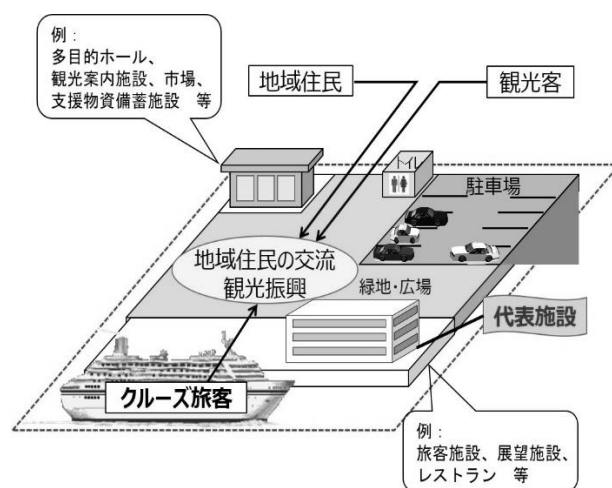 例：
多目的ホール、
観光案内施設、市場、
支援物資備蓄施設　等
地域住民
観光客
トイレ
駐車場
地域住民の交流
観光振興
緑地・広場
代表施設
クルーズ旅客
例：
旅客施設、展望施設、
レストラン　等